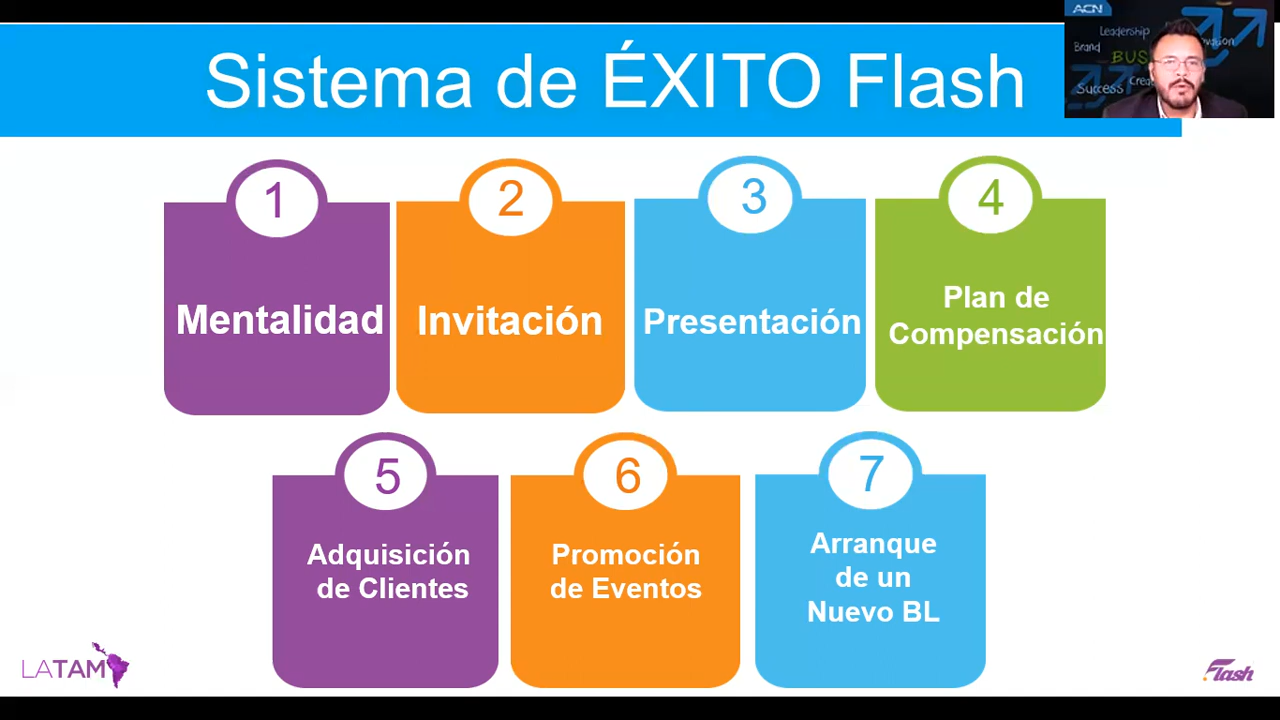 Sistema de ÉXITO Flash
ACN
Leadership
Brand
BUS
Success
1
2
3
4
Mentalidad
Invitación
Presentación
Plan de
Compensación
5
6
7
Adquisición
de Clientes
Promoción
de Eventos
Arranque
de un
Nuevo BL
LATAM
Flash